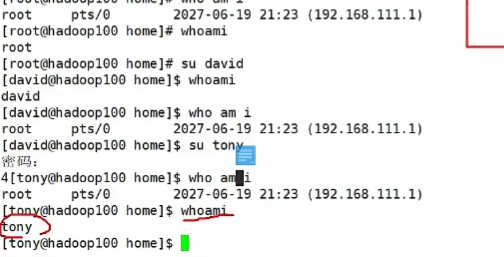 [root@hadoop100 home]# who am i
root     pts/0        2027-06-19 21:23 (192.168.111.1)
[root@hadoop100 home]# whoami
root
[root@hadoop100 home]# su david
[david@hadoop100 home]$ whoami
david
[david@hadoop100 home]$ who am i
root     pts/0        2027-06-19 21:23 (192.168.111.1)
[david@hadoop100 home]$ su tony
密码：
4[tony@hadoop100 home]$ who am i
root     pts/0        2027-06-19 21:23 (192.168.111.1)
[tony@hadoop100 home]$ whoami
tony
[tony@hadoop100 home]$